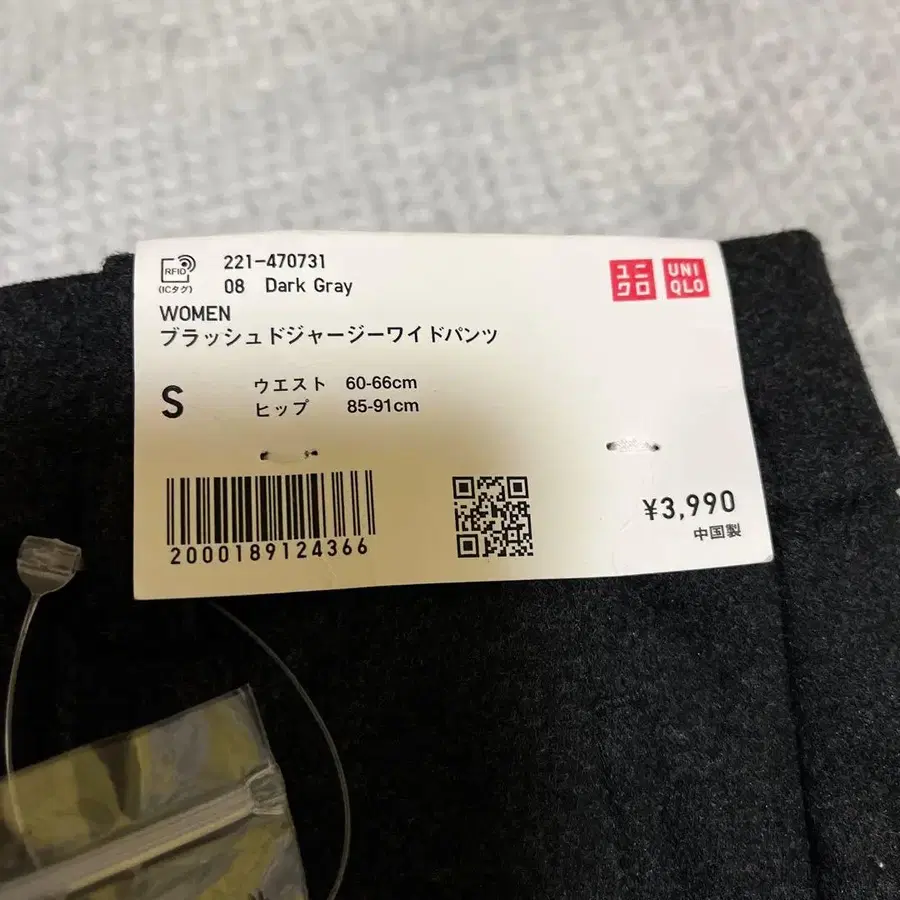 RFID
(ICタグ)
221-470731
08 Dark Gray
ユニクロ
UNIQLO
WOMEN
ブラッシュドジャージーワイドパンツ
S
ウエスト 60-66cm
ヒップ 85-91cm
2000189124366
¥3,990
中国製